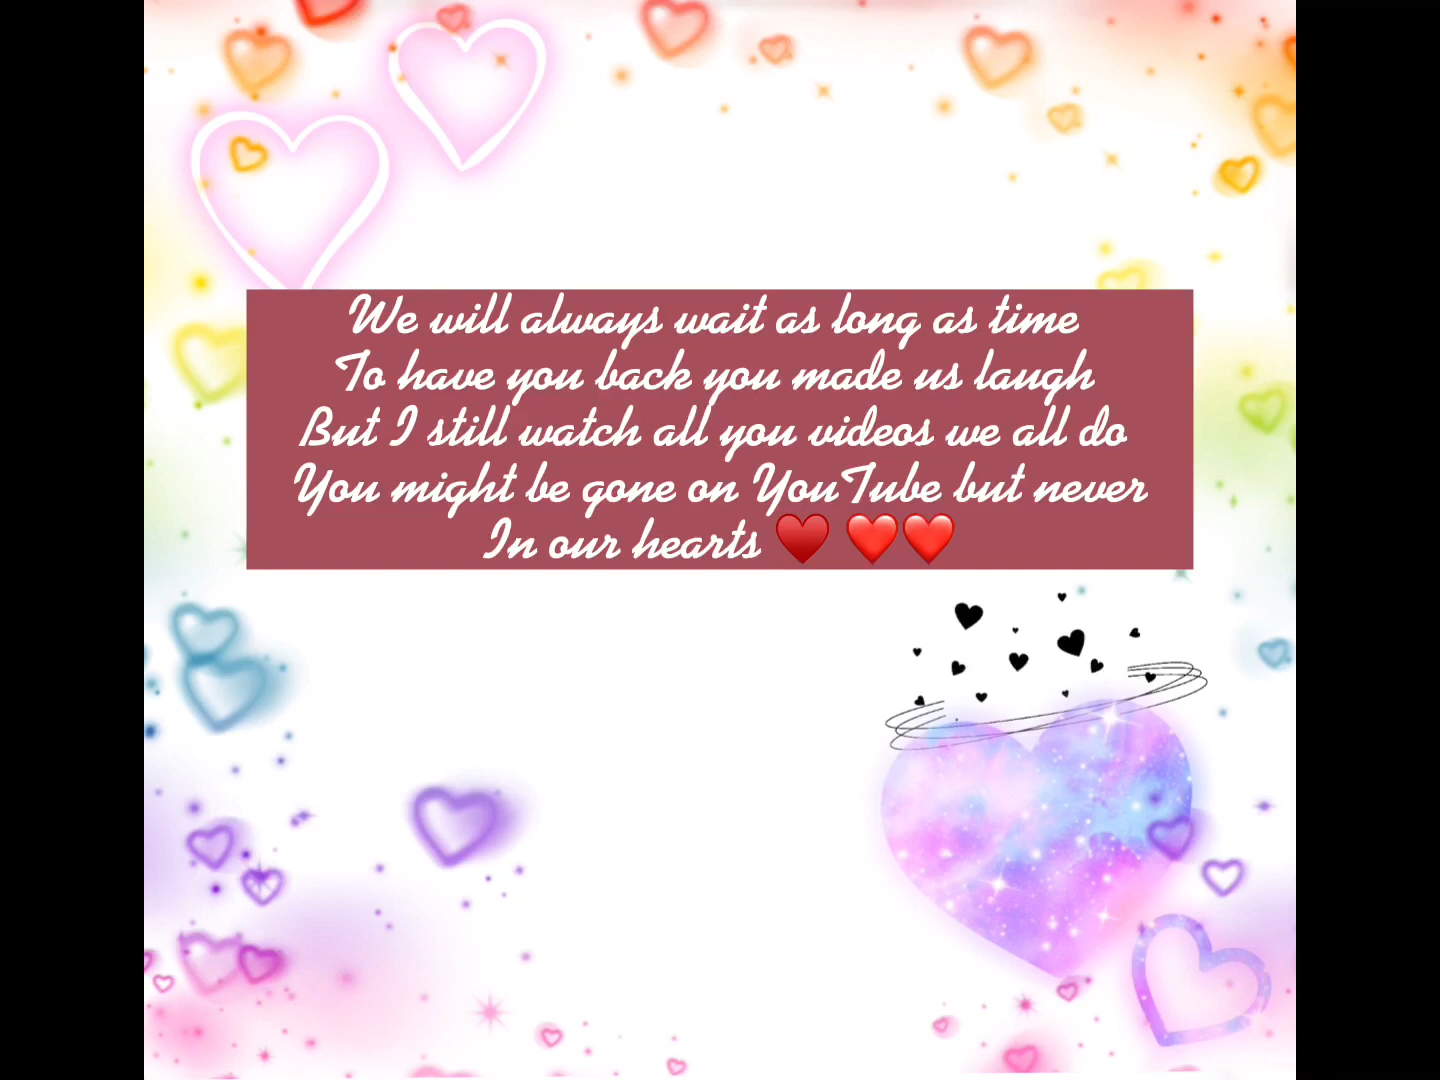 We will always wait as long as time
To have you back you made us laugh
But I still watch all you videos we all do
You might be gone on YouTube but never
In our hearts ♥️ ❤️❤️